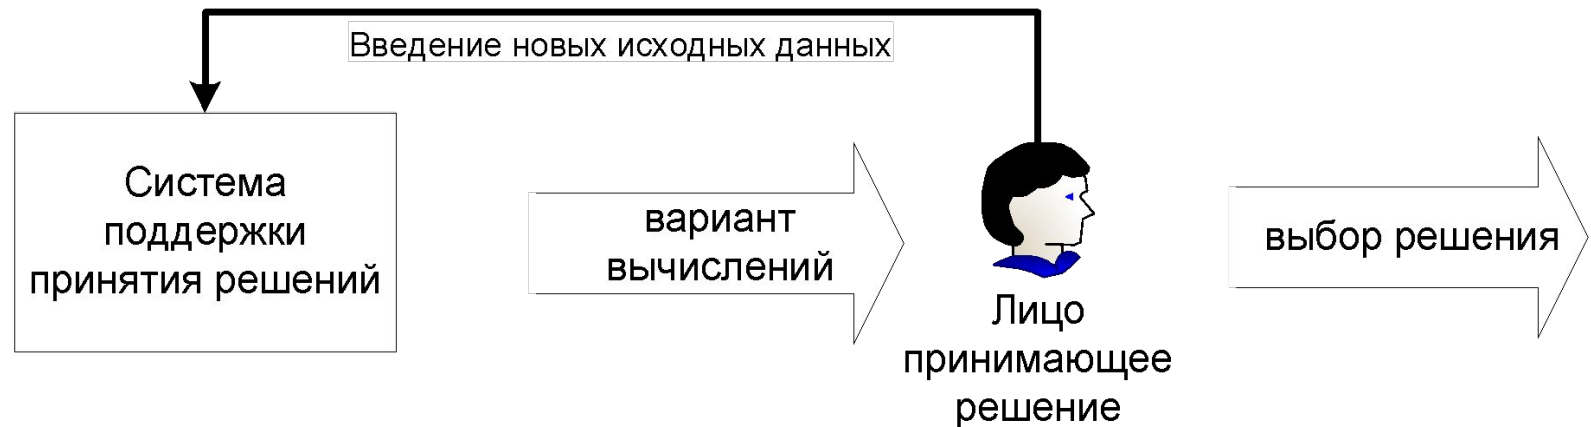 Введение новых исходных данных
Система
поддержки
принятия решений
вариант
вычислений
Лицо
принимающее
решение
выбор решения